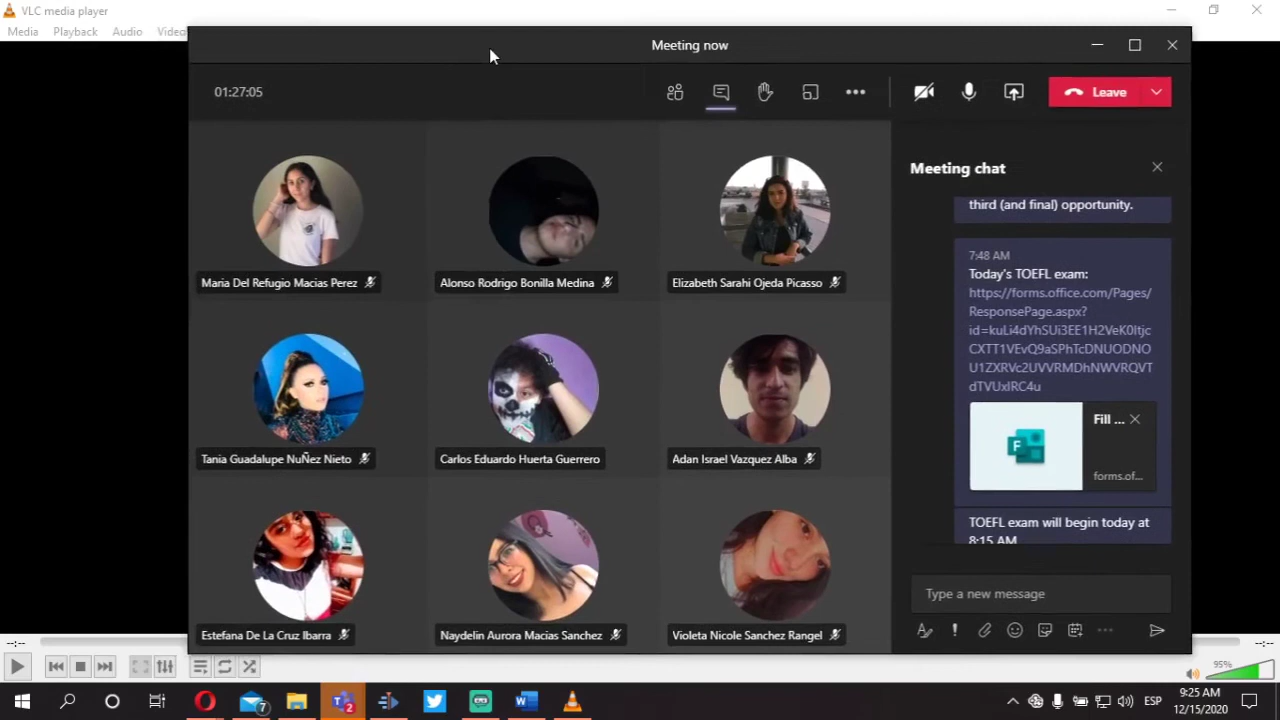 VLC media player
Media Playback Audio Video
Meeting now
01:27:05
Leave
Meeting chat
third (and final) opportunity.
7:48 AM
Today's TOEFL exam:
https://forms.office.com/Pages/
ResponsePage.aspx?
id=kuLi4dYhSUi3EE1H2VeK0Itjc
CXTT1VEvQ9aSPhTcDNUODNO
U1ZXRVc2UVVRMDhNWVRQVT
dTVUxIRC4u
Fill ...
forms.of...
TOEFL exam will begin today at
8:15 AM
Type a new message
Maria Del Refugio Macias Perez
Alonso Rodrigo Bonilla Medina
Elizabeth Sarahi Ojeda Picasso
Tania Guadalupe NuÑez Nieto
Carlos Eduardo Huerta Guerrero
Adan Israel Vazquez Alba
Estefana De La Cruz Ibarra
Naydelin Aurora Macias Sanchez
Violeta Nicole Sanchez Rangel
--:--
--:--
95%
7
2
ESP
9:25 AM
12/15/2020